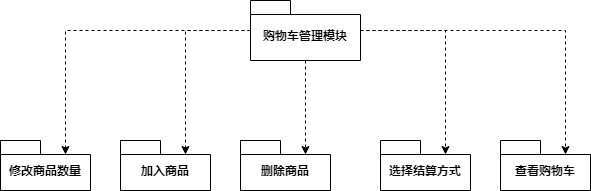 购物车管理模块
修改商品数量
加入商品
删除商品
选择结算方式
查看购物车